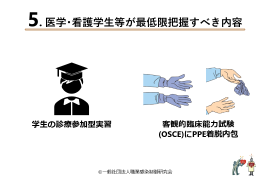 5. 医学・看護学生等が最低限把握すべき内容
学生の診療参加型実習
客観的臨床能力試験
(OSCE)にPPE着脱内包
©一般社団法人職業感染制御研究会